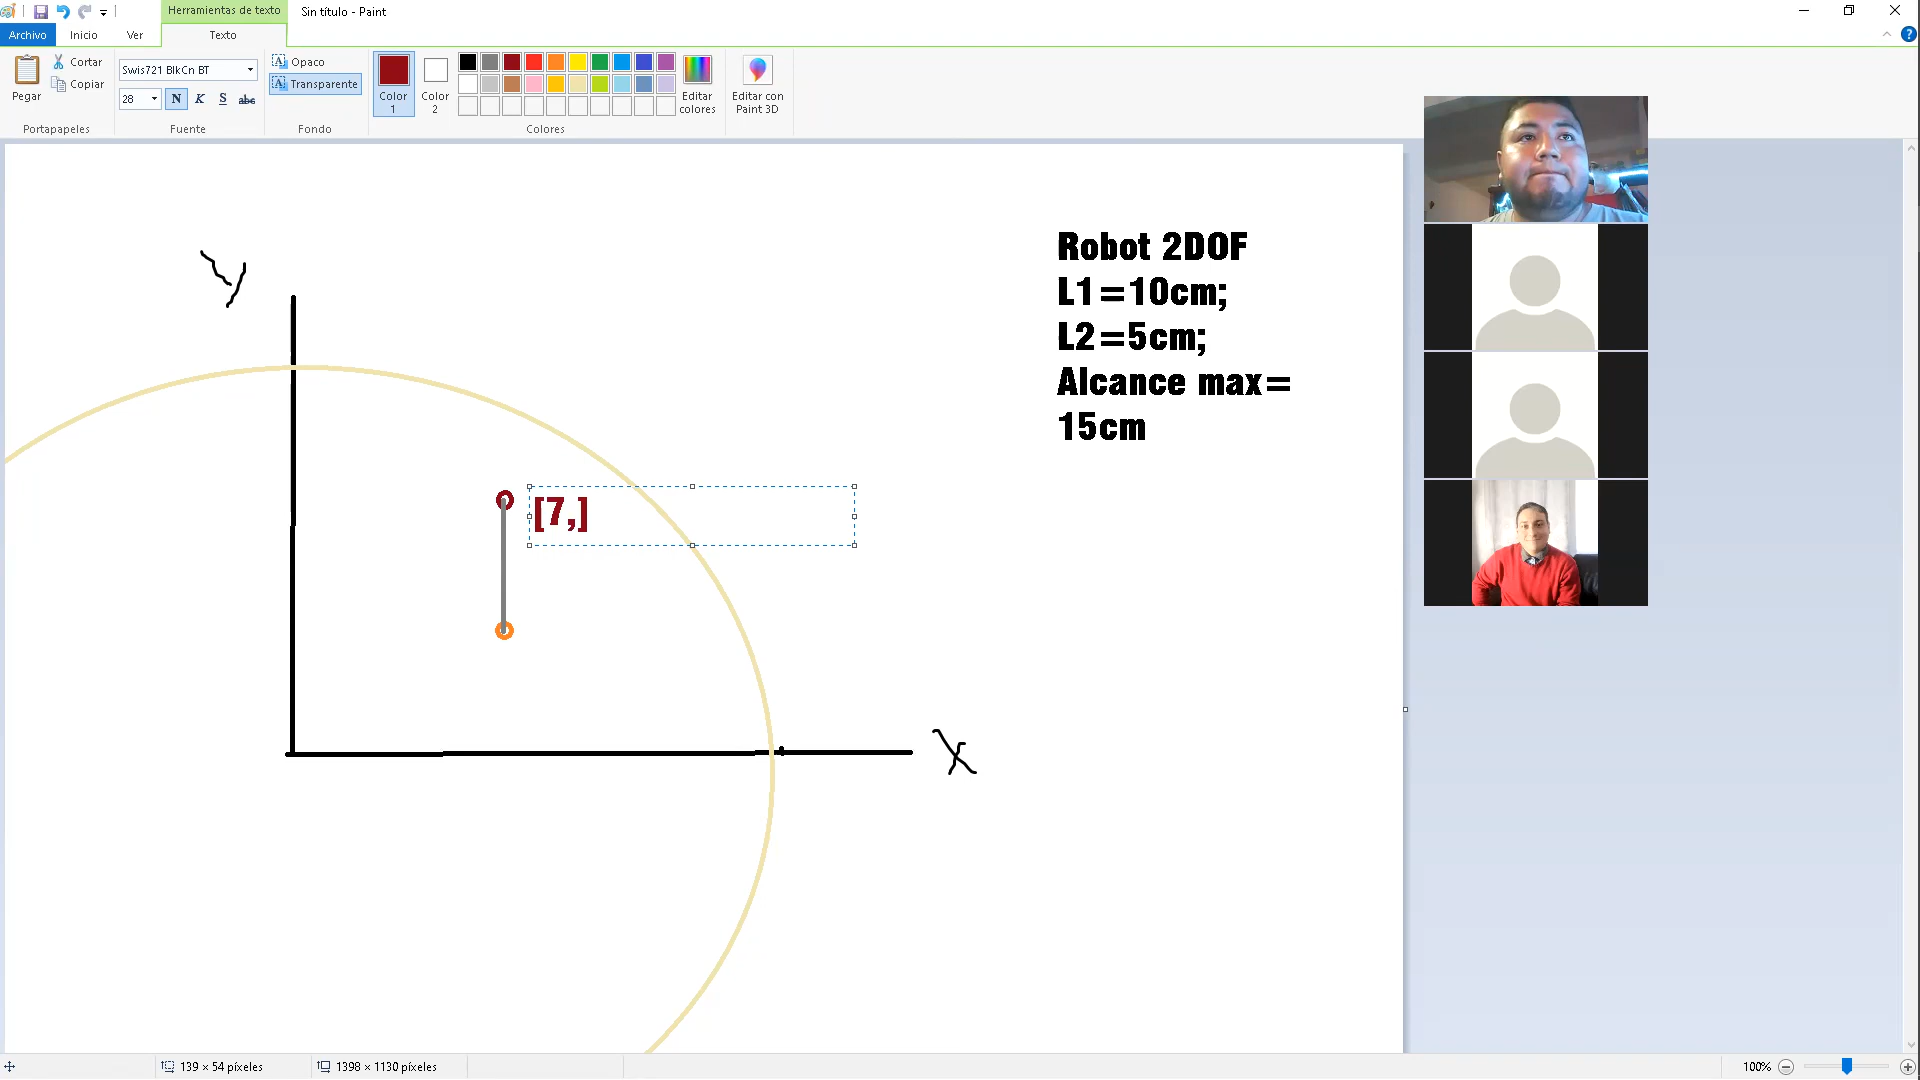 Herramientas de texto
Sin título - Paint
Archivo
Inicio
Ver
Texto
Pegar
Cortar
Copiar
Portapapeles
Swis721 BlkCn BT
28
N K S abc
Fuente
Opaco
Transparente
Fondo
Color
1
Color
2
Editar
colores
Colores
Editar con
Paint 3D
y
Robot 2DOF
L1=10cm;
L2=5cm;
Alcance max=
15cm
[7,]
x
139 × 54 píxeles
1398 × 1130 píxeles
100%